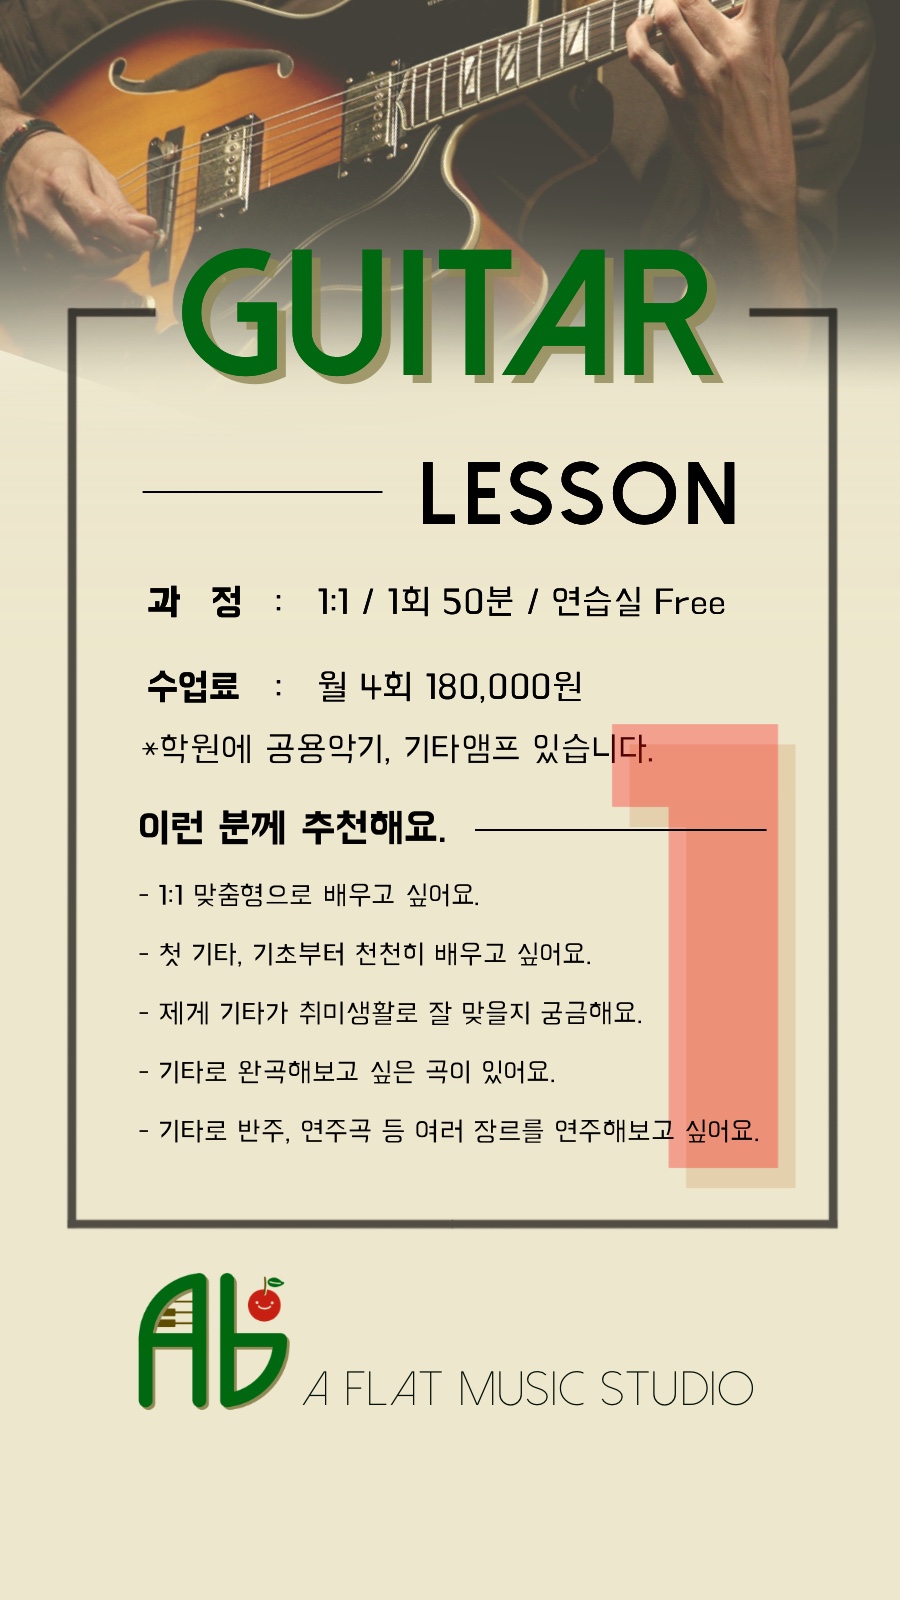 GUITAR
LESSON
과 정 : 1:1 / 1회 50분 / 연습실 Free
수업료 : 월 4회 180,000원
*학원에 공용악기, 기타앰프 있습니다.
이런 분께 추천해요.
- 1:1 맞춤형으로 배우고 싶어요.
- 첫 기타, 기초부터 천천히 배우고 싶어요.
- 제게 기타가 취미생활로 잘 맞을지 궁금해요.
- 기타로 완곡해보고 싶은 곡이 있어요.
- 기타로 반주, 연주곡 등 여러 장르를 연주해보고 싶어요.
1
Ab
A FLAT MUSIC STUDIO